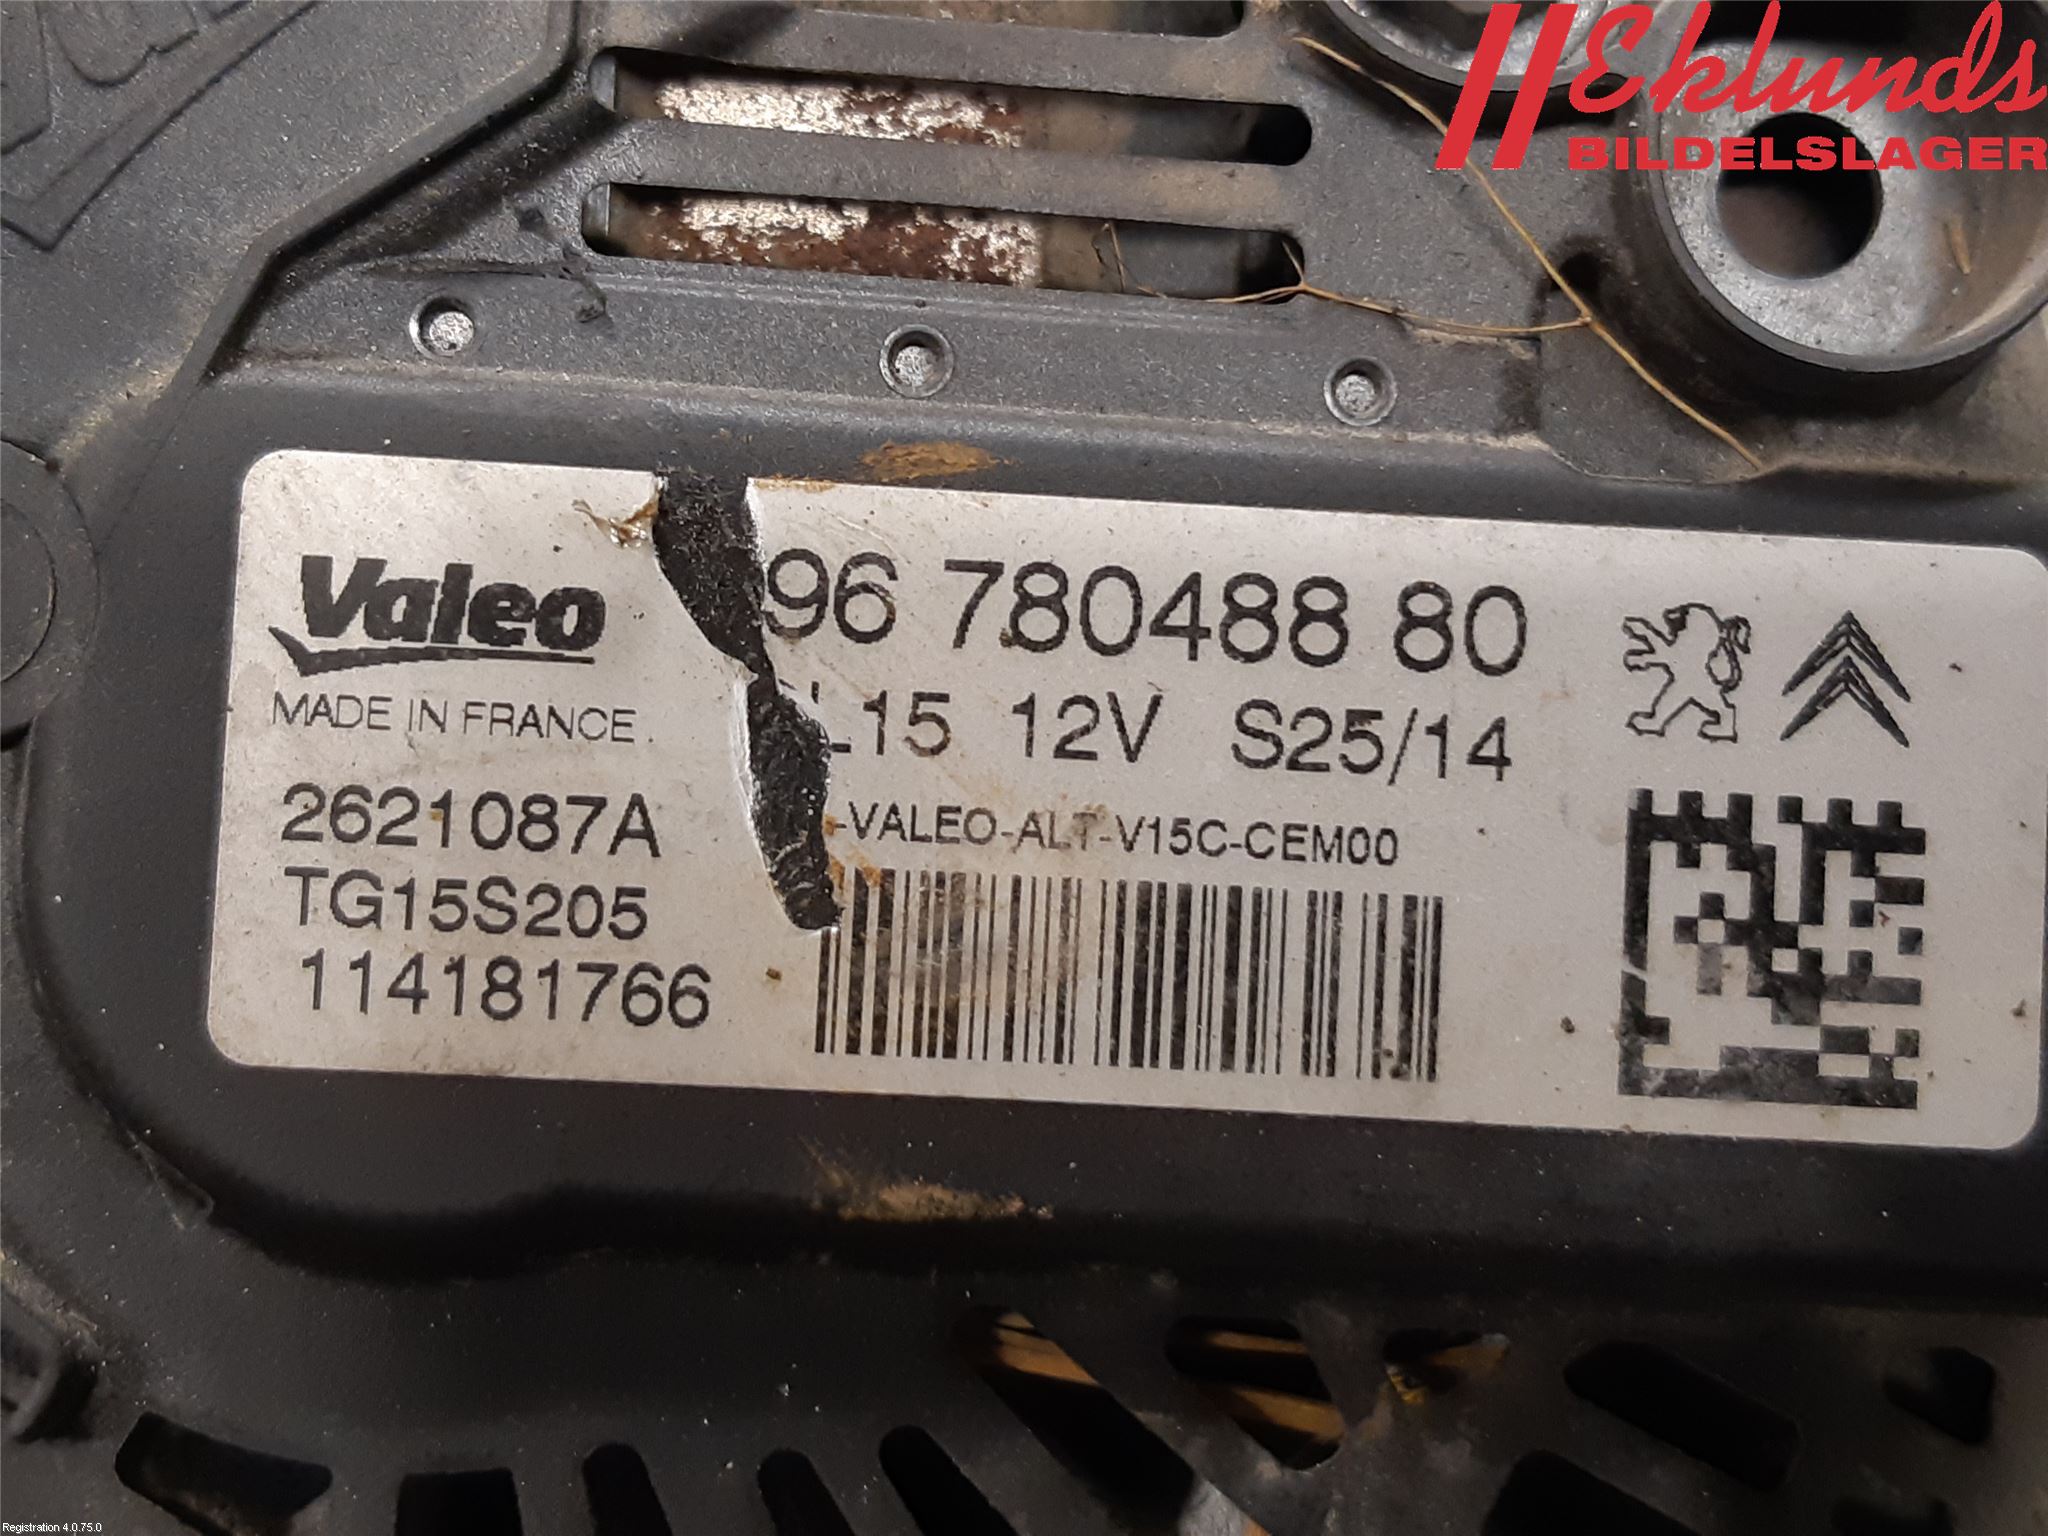 Eklunds
BILDELSLAGER
Valeo
MADE IN FRANCE
2621087A
TG15S205
114181766
96 780488 80
L15 12V S25/14
-VALEO-ALT-V15C-CEM00
Registration 4.0.75.0